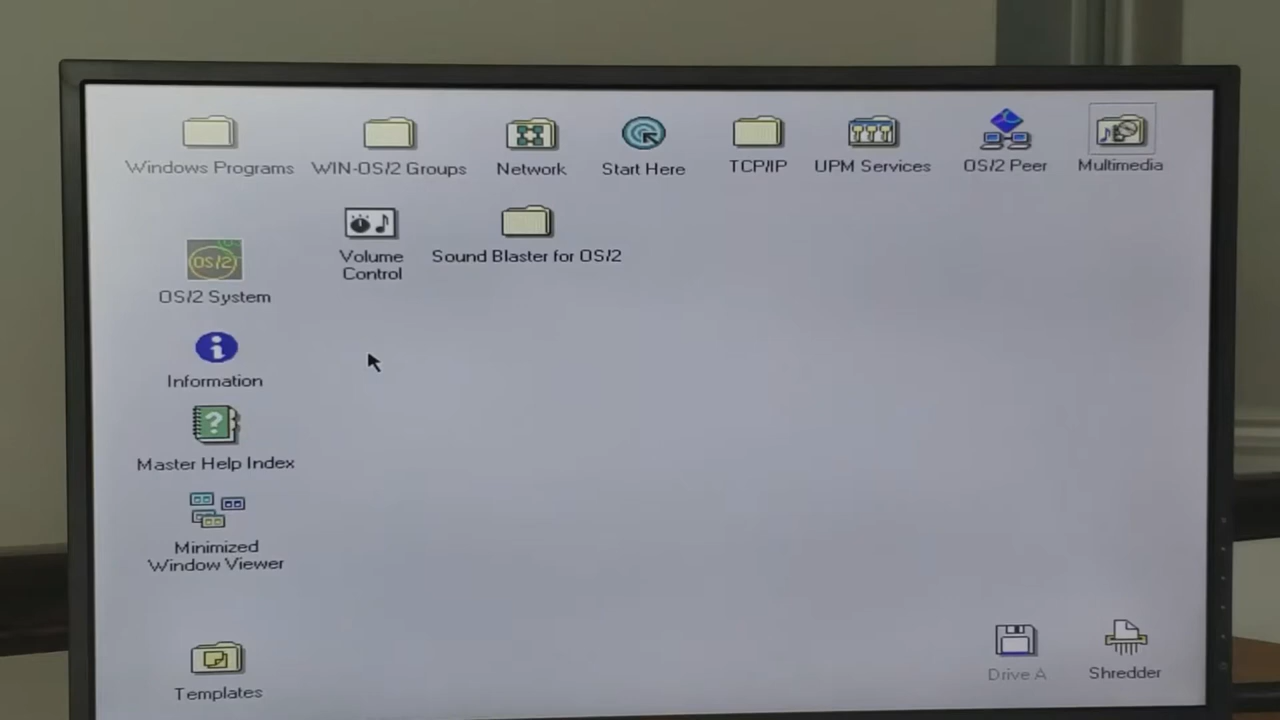 Windows Programs
WIN-OS/2 Groups
Network
Start Here
TCP/IP
UPM Services
OS/2 Peer
Multimedia
Volume
Control
Sound Blaster for OS/2
OS/2
OS/2 System
i
Information
?
Master Help Index
Minimized
Window Viewer
Templates
Drive A
Shredder